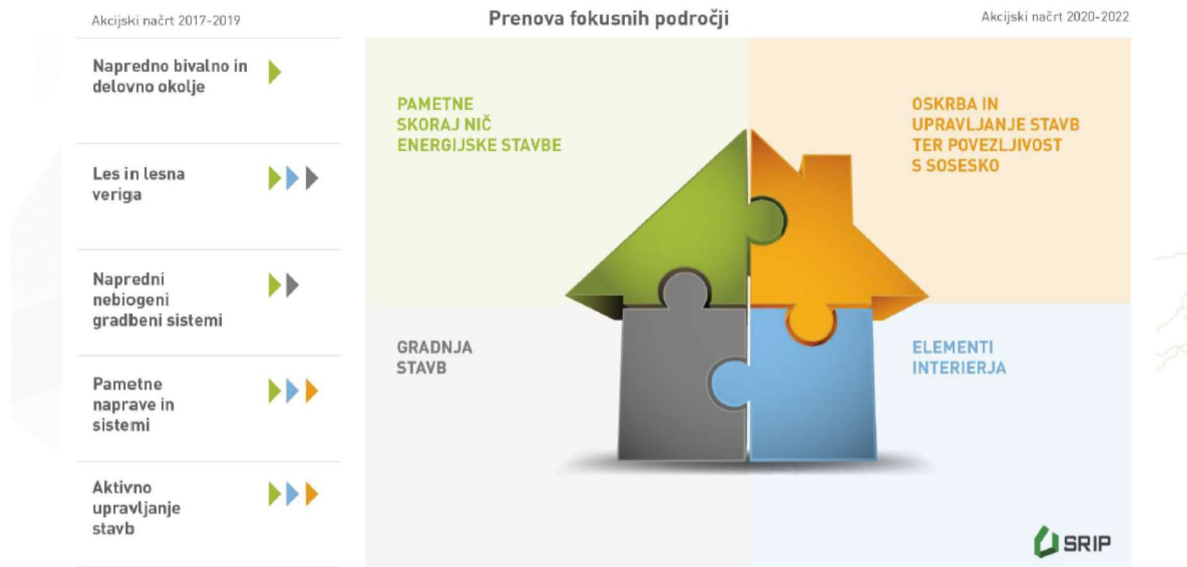 Akcijski načrt 2017-2019
Prenova fokusnih področji
Akcijski načrt 2020-2022
Napredno bivalno in
delovno okolje
Les in lesna
veriga
Napredni
nebiogeni
gradbeni sistemi
Pametne
naprave in
sistemi
Aktivno
upravljanje
stavb
PAMETNE
SKORAJ NIČ
ENERGIJSKE STAVBE
OSKRBA IN
UPRAVLJANJE STAVB
TER POVEZLJIVOST
S SOSESKO
GRADNJA
STAVB
ELEMENTI
INTERIERJA
SRIP